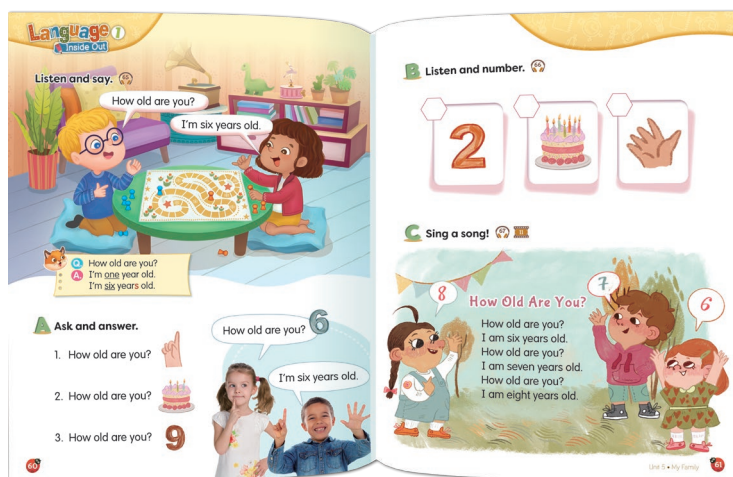 Language 1
Inside Out
Listen and say. 65
How old are you?
I'm six years old.
Q. How old are you?
A. I'm one year old.
I'm six years old.
A Ask and answer.
1. How old are you?
2. How old are you?
3. How old are you?
9
How old are you?
6
I'm six years old.
60
B Listen and number. 66
2
C Sing a song! 67
8
7
6
How Old Are You?
How old are you?
I am six years old.
How old are you?
I am seven years old.
How old are you?
I am eight years old.
Unit 5 • My Family
61